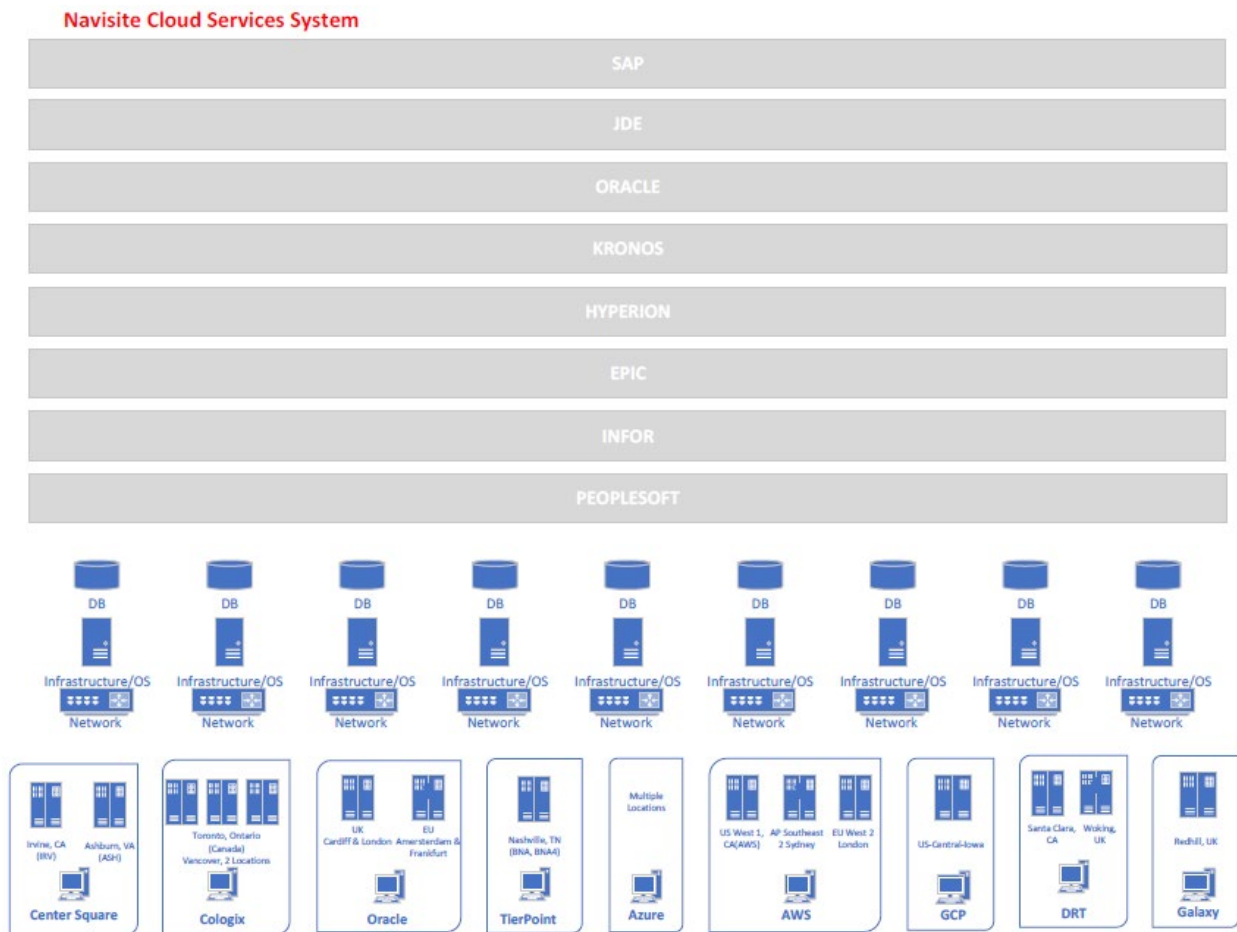 Navisite Cloud Services System
SAP
JDE
ORACLE
KRONOS
HYPERION
EPIC
INFOR
PEOPLESOFT
DB DB DB DB DB DB DB DB DB
Infrastructure/OS Infrastructure/OS Infrastructure/OS Infrastructure/OS Infrastructure/OS Infrastructure/OS Infrastructure/OS Infrastructure/OS Infrastructure/OS
Network Network Network Network Network Network Network Network Network
Irvine, CA
(IRV)
Ashburn, VA
(ASH)
Center Square
Toronto, Ontario
(Canada)
Vancover, 2 Locations
Cologix
UK
Cardiff & London
EU
Amersterdam &
Frankfurt
Oracle
Nashville, TN
(BNA, BNA4)
TierPoint
Multiple
Locations
Azure
US West 1,
CA(AWS)
AP Southeast
2 Sydney
EU West 2
London
AWS
US-Central-Iowa
GCP
Santa Clara,
CA
Woking,
UK
DRT
Redhill, UK
Galaxy